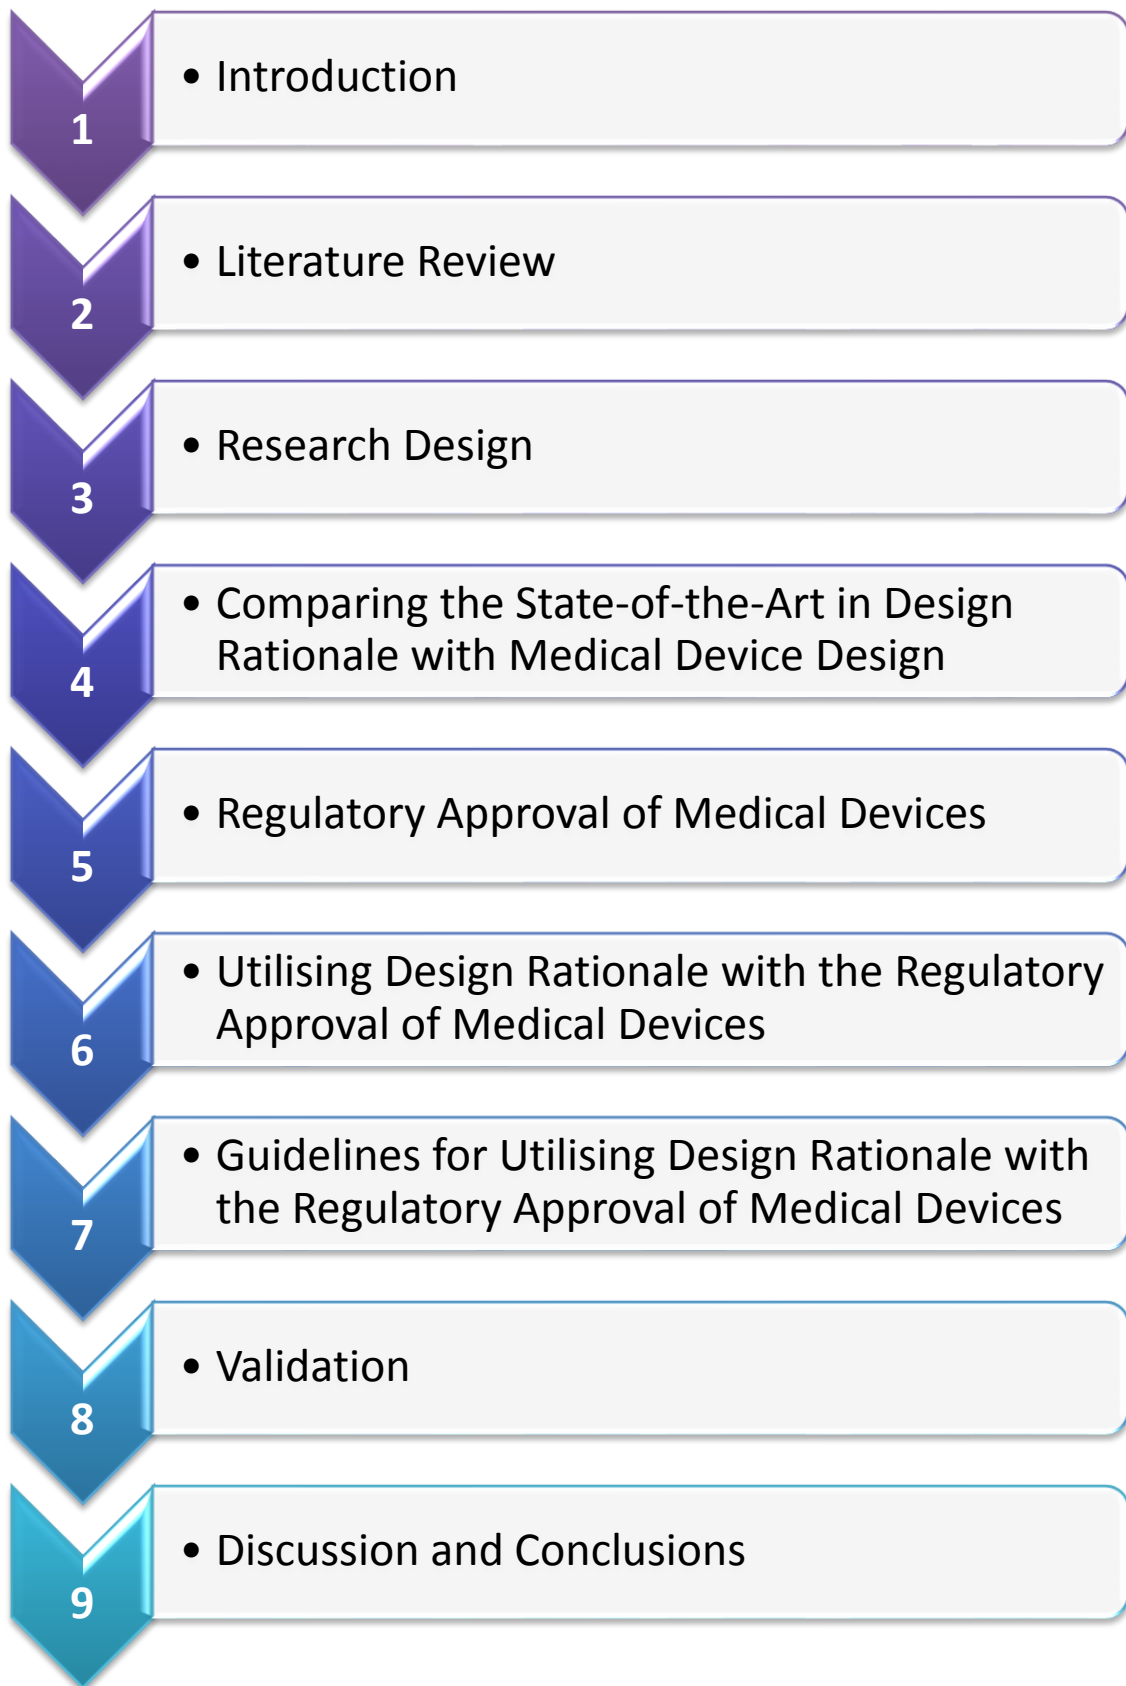 1
• Introduction
2
• Literature Review
3
• Research Design
4
• Comparing the State-of-the-Art in Design
Rationale with Medical Device Design
5
• Regulatory Approval of Medical Devices
6
• Utilising Design Rationale with the Regulatory
Approval of Medical Devices
7
• Guidelines for Utilising Design Rationale with
the Regulatory Approval of Medical Devices
8
• Validation
9
• Discussion and Conclusions